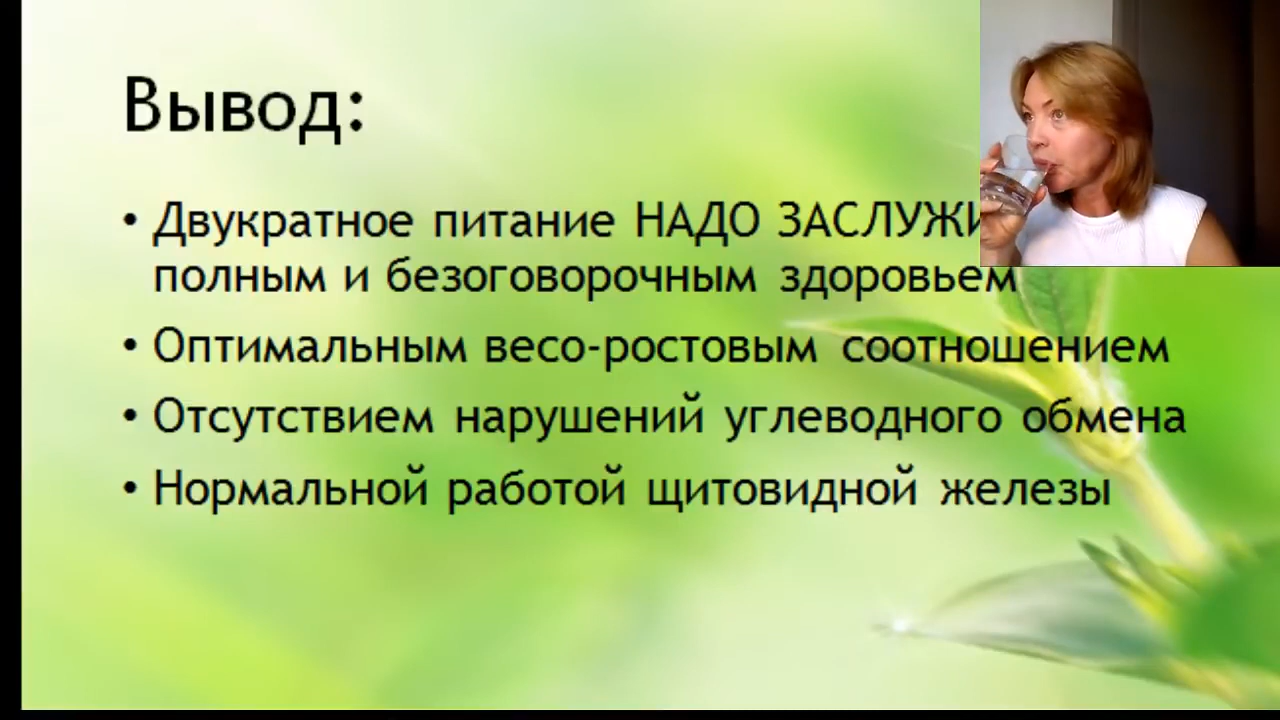 Вывод:
• Двукратное питание НАДО
полным и безоговорочным здоровьем
• Оптимальным весо-ростовым соотношением
• Отсутствием нарушений углеводного обмена
• Нормальной работой щитовидной железы